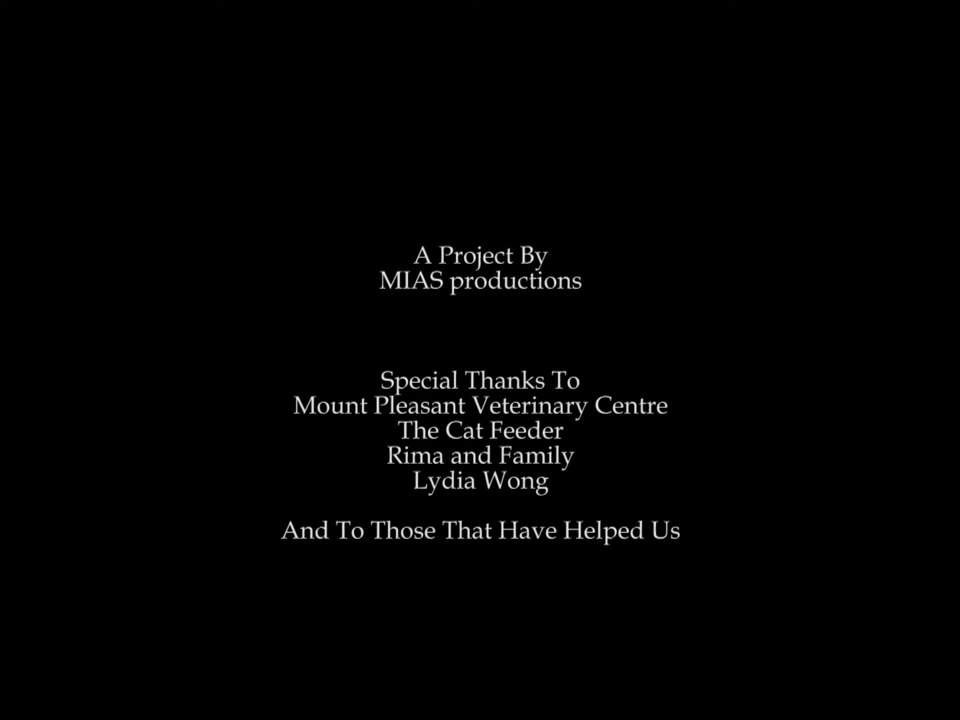 A Project By
MIAS productions
Special Thanks To
Mount Pleasant Veterinary Centre
The Cat Feeder
Rima and Family
Lydia Wong
And To Those That Have Helped Us